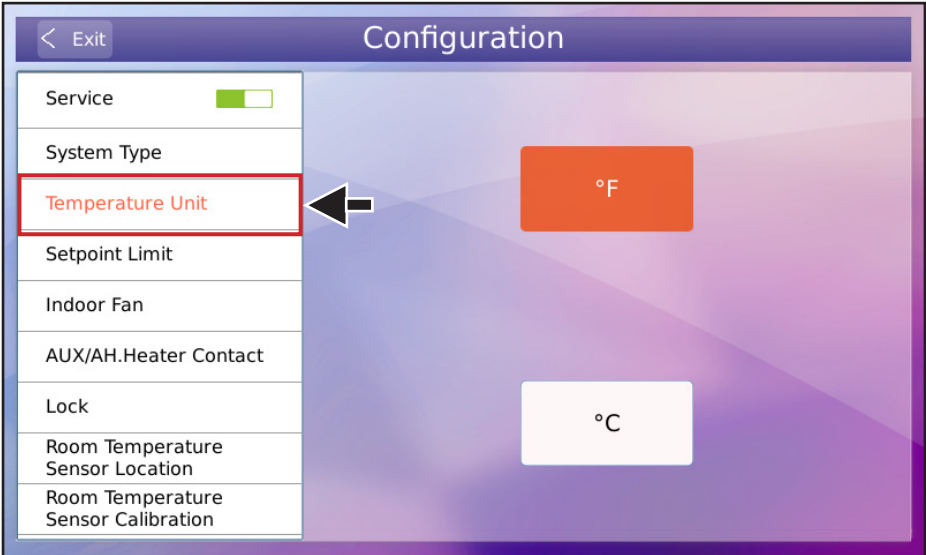 Exit
Configuration
Service
System Type
Temperature Unit
Setpoint Limit
Indoor Fan
AUX/AH.Heater Contact
Lock
Room Temperature
Sensor Location
Room Temperature
Sensor Calibration
°F
°C